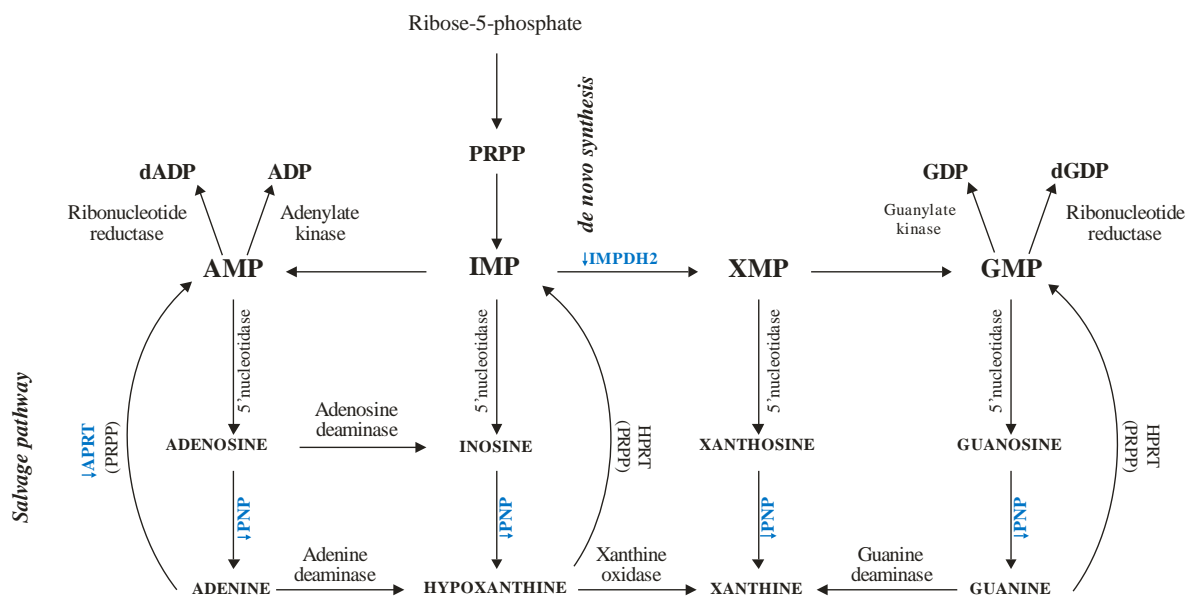 Ribose-5-phosphate
de novo synthesis
PRPP
dADP
ADP
GDP
dGDP
Ribonucleotide
reductase
Adenylate
kinase
Guanylate
kinase
Ribonucleotide
reductase
AMP
IMP
↓IMPDH2
XMP
GMP
5'nucleotidase
5'nucleotidase
5'nucleotidase
5'nucleotidase
Salvage pathway
↓APRT
(PRPP)
Adenosine
deaminase
HPRT
(PRPP)
HPRT
(PRPP)
ADENOSINE
INOSINE
XANTHOSINE
GUANOSINE
↓PNP
↓PNP
↓PNP
↓PNP
Adenine
deaminase
Xanthine
oxidase
Guanine
deaminase
ADENINE
HYPOXANTHINE
XANTHINE
GUANINE